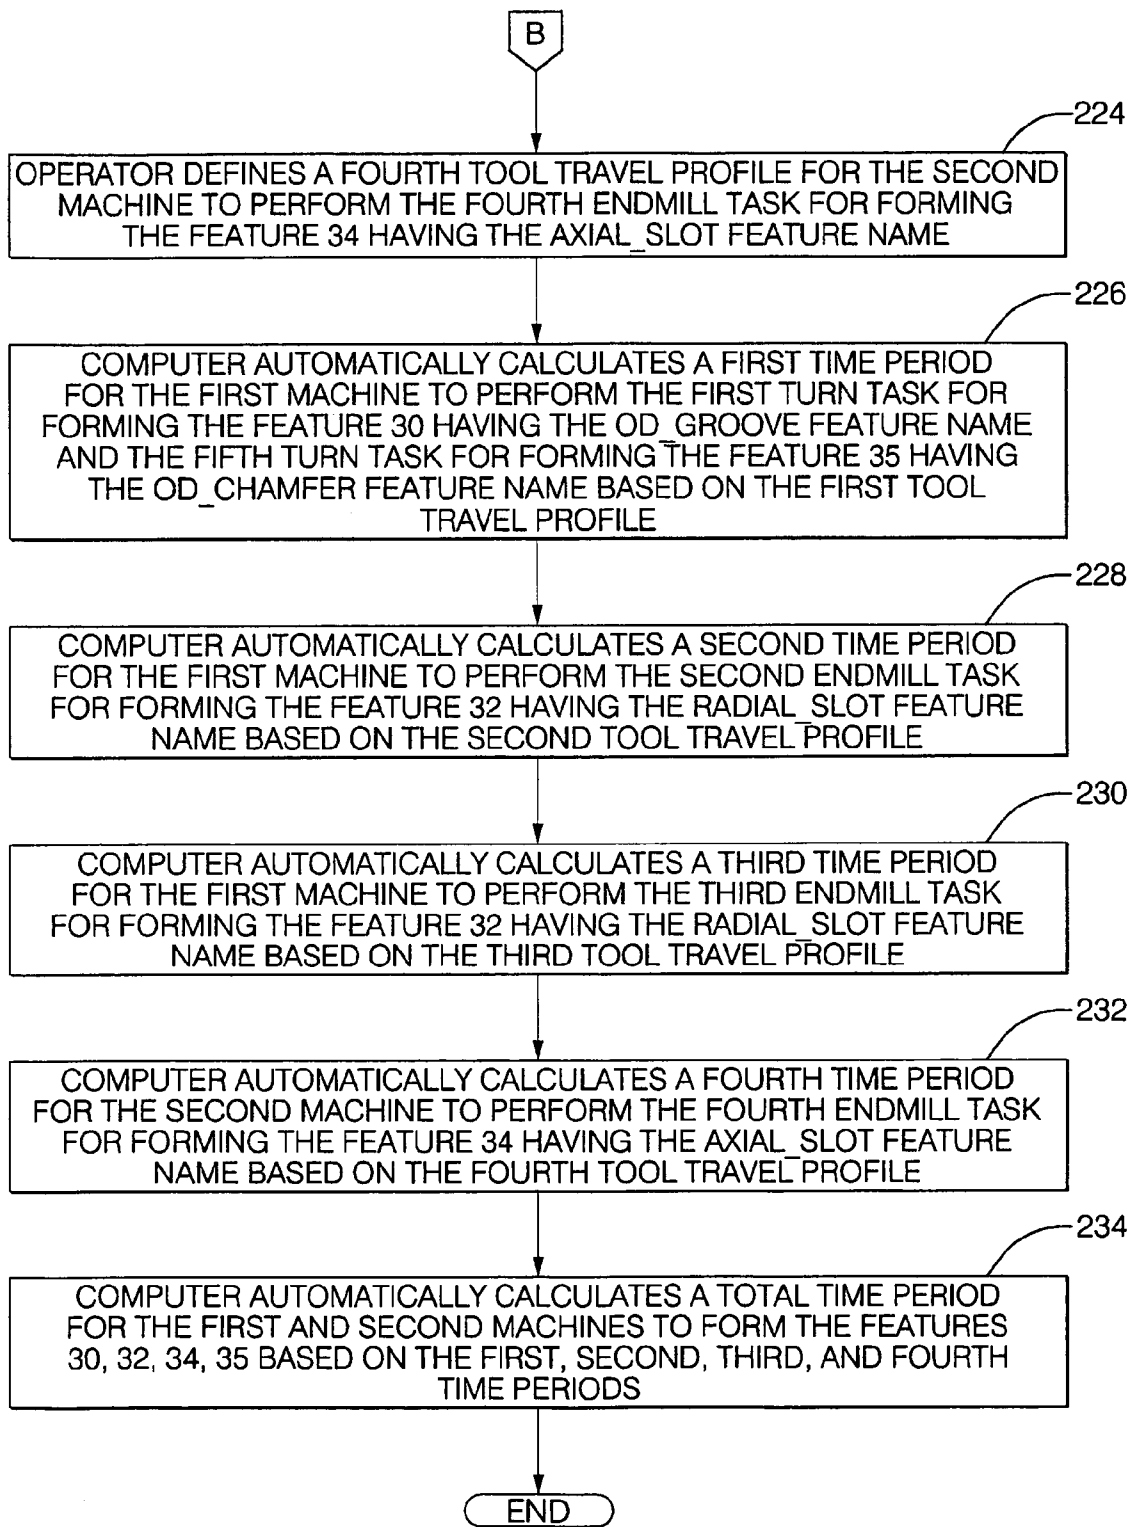 B
224
OPERATOR DEFINES A FOURTH TOOL TRAVEL PROFILE FOR THE SECOND
MACHINE TO PERFORM THE FOURTH ENDMILL TASK FOR FORMING
THE FEATURE 34 HAVING THE AXIAL_SLOT FEATURE NAME
226
COMPUTER AUTOMATICALLY CALCULATES A FIRST TIME PERIOD
FOR THE FIRST MACHINE TO PERFORM THE FIRST TURN TASK FOR
FORMING THE FEATURE 30 HAVING THE OD_GROOVE FEATURE NAME
AND THE FIFTH TURN TASK FOR FORMING THE FEATURE 35 HAVING
THE OD_CHAMFER FEATURE NAME BASED ON THE FIRST TOOL
TRAVEL PROFILE
228
COMPUTER AUTOMATICALLY CALCULATES A SECOND TIME PERIOD
FOR THE FIRST MACHINE TO PERFORM THE SECOND ENDMILL TASK
FOR FORMING THE FEATURE 32 HAVING THE RADIAL_SLOT FEATURE
NAME BASED ON THE SECOND TOOL TRAVEL PROFILE
230
COMPUTER AUTOMATICALLY CALCULATES A THIRD TIME PERIOD
FOR THE FIRST MACHINE TO PERFORM THE THIRD ENDMILL TASK
FOR FORMING THE FEATURE 32 HAVING THE RADIAL_SLOT FEATURE
NAME BASED ON THE THIRD TOOL TRAVEL PROFILE
232
COMPUTER AUTOMATICALLY CALCULATES A FOURTH TIME PERIOD
FOR THE SECOND MACHINE TO PERFORM THE FOURTH ENDMILL TASK
FOR FORMING THE FEATURE 34 HAVING THE AXIAL_SLOT FEATURE
NAME BASED ON THE FOURTH TOOL TRAVEL PROFILE
234
COMPUTER AUTOMATICALLY CALCULATES A TOTAL TIME PERIOD
FOR THE FIRST AND SECOND MACHINES TO FORM THE FEATURES
30, 32, 34, 35 BASED ON THE FIRST, SECOND, THIRD, AND FOURTH
TIME PERIODS
END